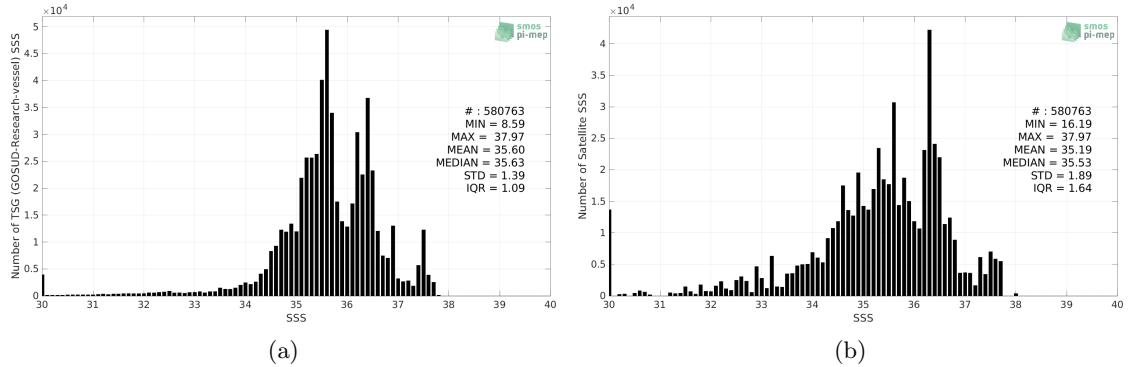 ×10⁴
5
4.5
4
3.5
3
2.5
2
1.5
1
0.5
0
Number of TSG (GOSUD-Research-vessel) SSS
smos
pi-mep
# : 580763
MIN = 8.59
MAX = 37.97
MEAN = 35.60
MEDIAN = 35.63
STD = 1.39
IQR = 1.09
30 31 32 33 34 35 36 37 38 39 40
SSS
(a)
×10⁴
4
3.5
3
2.5
2
1.5
1
0.5
0
Number of Satellite SSS
smos
pi-mep
# : 580763
MIN = 16.19
MAX = 37.97
MEAN = 35.19
MEDIAN = 35.53
STD = 1.89
IQR = 1.64
30 31 32 33 34 35 36 37 38 39 40
SSS
(b)